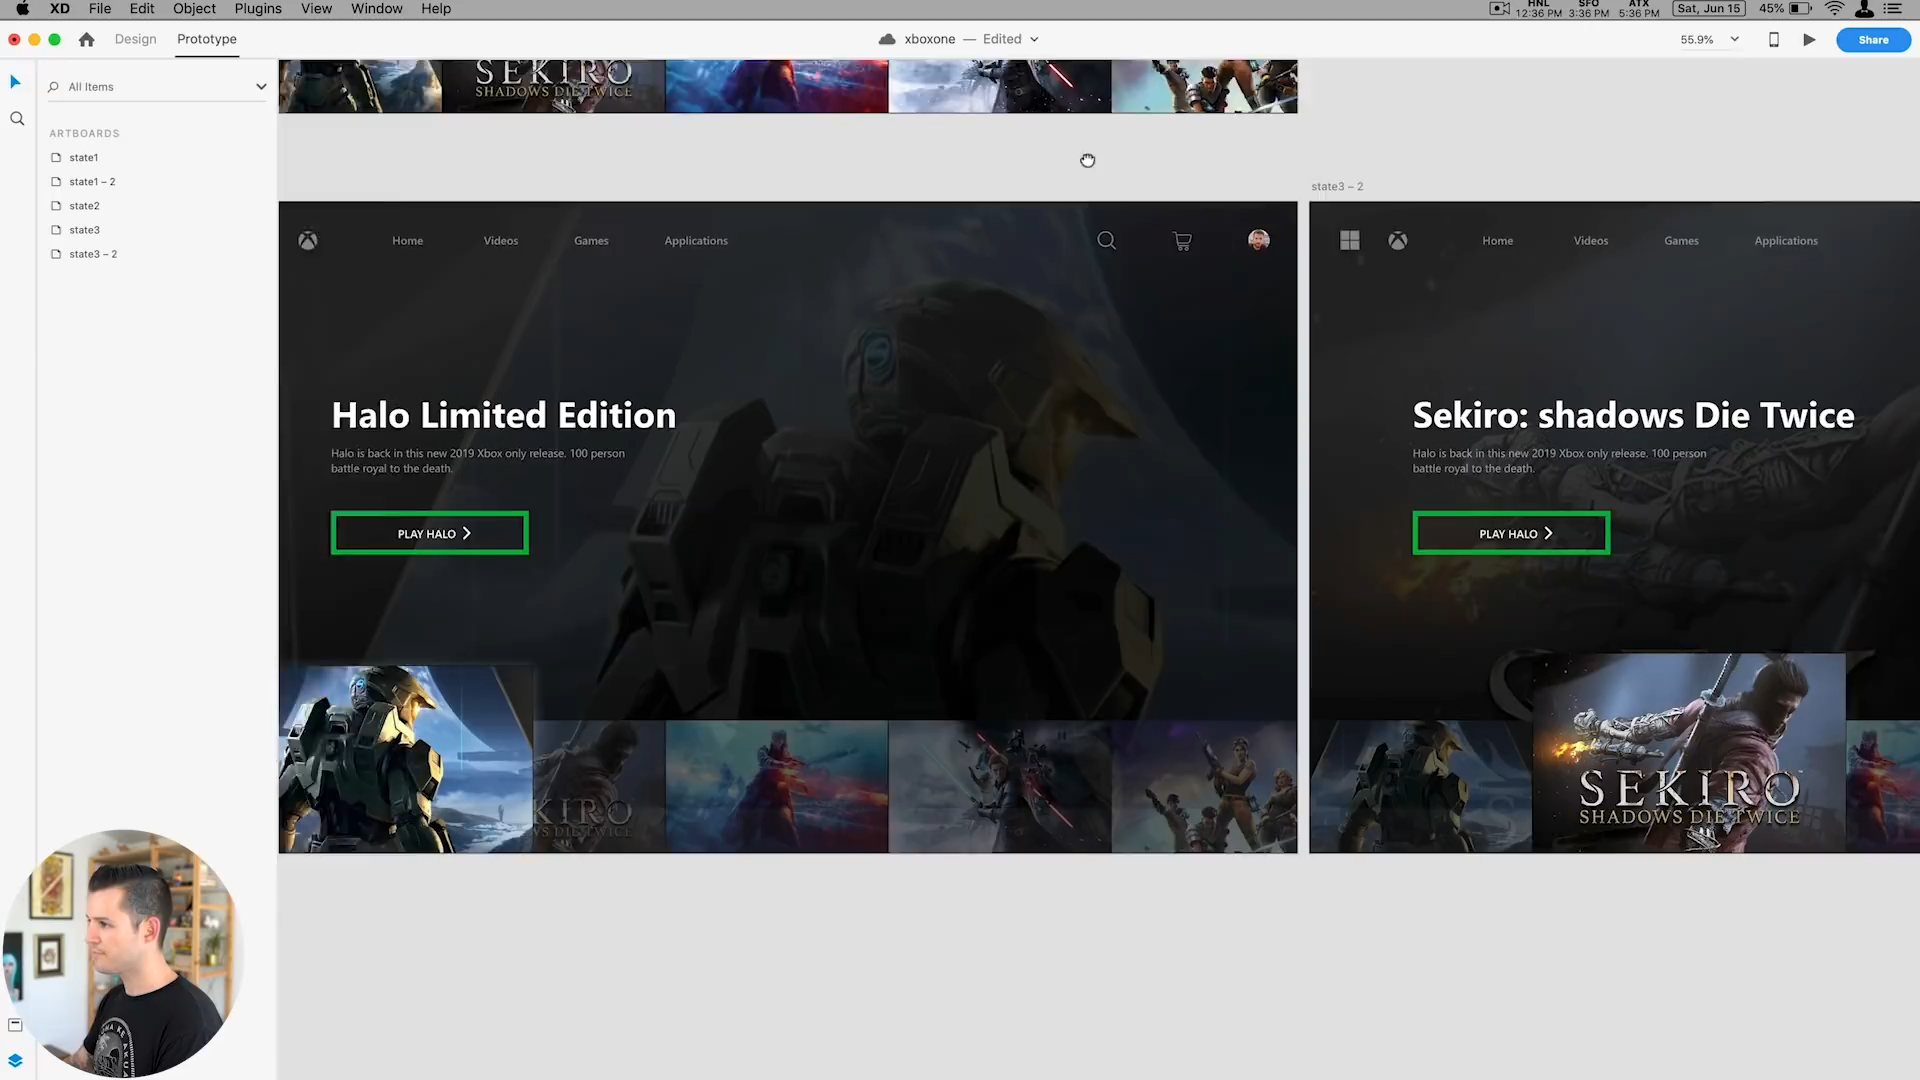 XD File Edit Object Plugins View Window Help
HNL 12:36 PM SFO 3:36 PM ATX 5:36 PM Sat, Jun 15 45%
Design Prototype xboxone — Edited 55.9% Share
All Items
ARTBOARDS
state1
state1 – 2
state2
state3
state3 – 2
SEKIRO
SHADOWS DIE TWICE
state3 – 2
Home Videos Games Applications
Halo Limited Edition
Halo is back in this new 2019 Xbox only release. 100 person
battle royal to the death.
PLAY HALO
KIRO
WS DIE TWICE
Home Videos Games Applications
Sekiro: shadows Die Twice
Halo is back in this new 2019 Xbox only release. 100 person
battle royal to the death.
PLAY HALO
SEKIRO
SHADOWS DIE TWICE